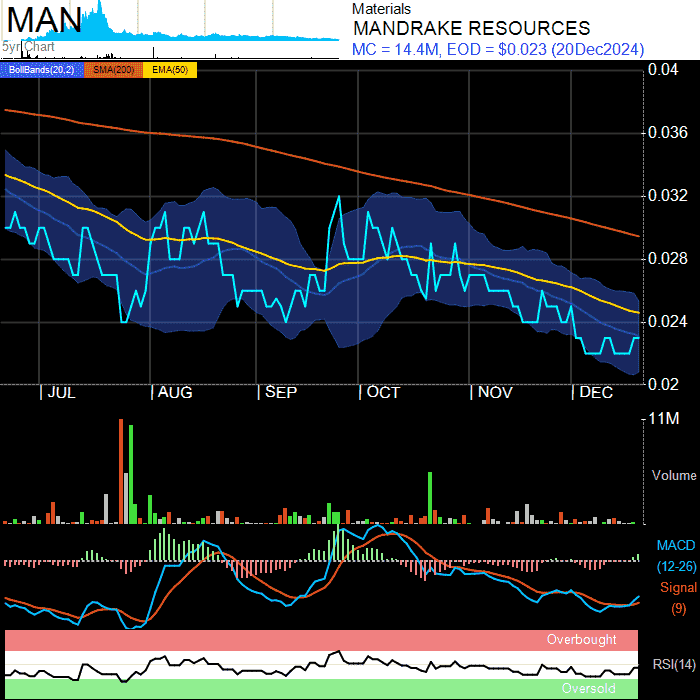 MAN
5yr Chart
Materials
MANDRAKE RESOURCES
MC = 14.4M, EOD = $0.023 (20Dec2024)
BollBands(20,2) SMA(200) EMA(50)
0.04
0.036
0.032
0.028
0.024
0.02
JUL AUG SEP OCT NOV DEC
11M
Volume
MACD
(12-26)
Signal
(9)
Overbought
RSI(14)
Oversold